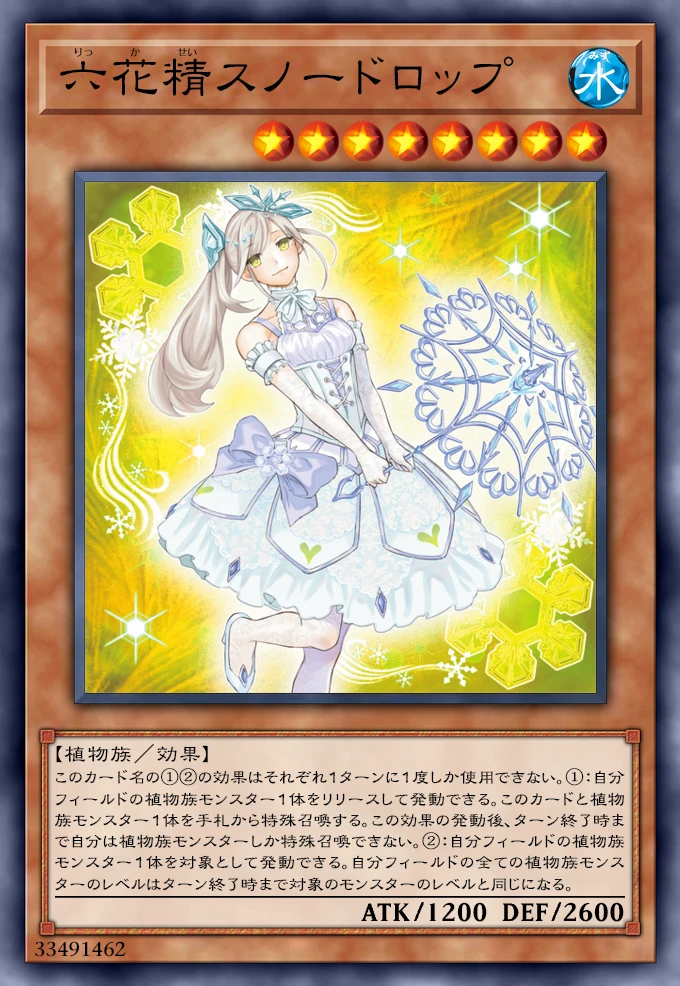 りっかせい
六花精スノードロップ
みず
水
【植物族／効果】
このカード名の①②の効果はそれぞれ1ターンに1度しか使用できない。①：自分
フィールドの植物族モンスター1体をリリースして発動できる。このカードと植物
族モンスター1体を手札から特殊召喚する。この効果の発動後、ターン終了時ま
で自分は植物族モンスターしか特殊召喚できない。②：自分フィールドの植物族
モンスター1体を対象として発動できる。自分フィールドの全ての植物族モンス
ターのレベルはターン終了時まで対象のモンスターのレベルと同じになる。
ATK/1200 DEF/2600
33491462